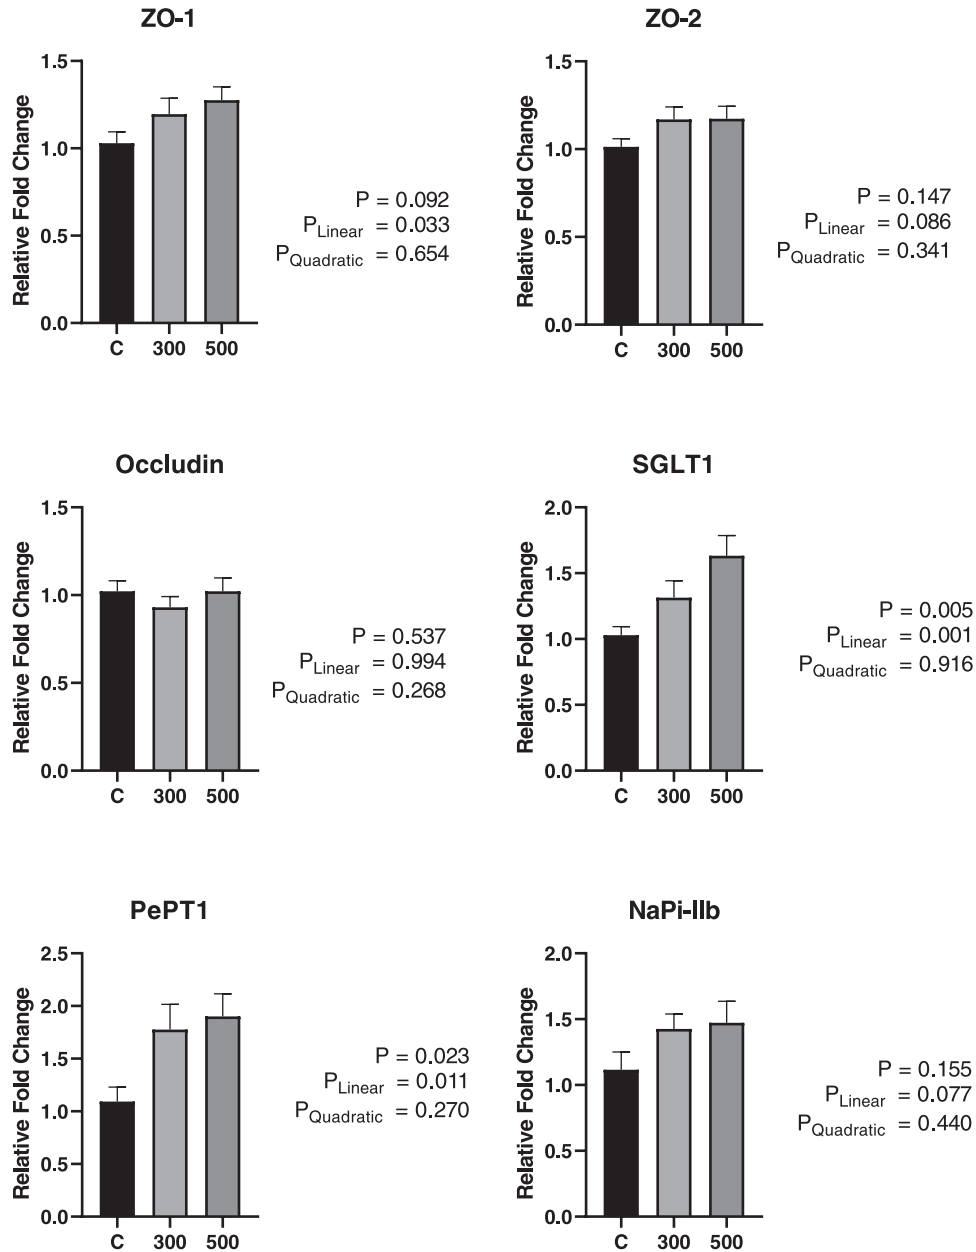 ZO-1
Relative Fold Change
1.5
1.0
0.5
0.0
C 300 500
P = 0.092
PLinear = 0.033
PQuadratic = 0.654
ZO-2
Relative Fold Change
1.5
1.0
0.5
0.0
C 300 500
P = 0.147
PLinear = 0.086
PQuadratic = 0.341
Occludin
Relative Fold Change
1.5
1.0
0.5
0.0
C 300 500
P = 0.537
PLinear = 0.994
PQuadratic = 0.268
SGLT1
Relative Fold Change
2.0
1.5
1.0
0.5
0.0
C 300 500
P = 0.005
PLinear = 0.001
PQuadratic = 0.916
PePT1
Relative Fold Change
2.5
2.0
1.5
1.0
0.5
0.0
C 300 500
P = 0.023
PLinear = 0.011
PQuadratic = 0.270
NaPi-IIb
Relative Fold Change
2.0
1.5
1.0
0.5
0.0
C 300 500
P = 0.155
PLinear = 0.077
PQuadratic = 0.440